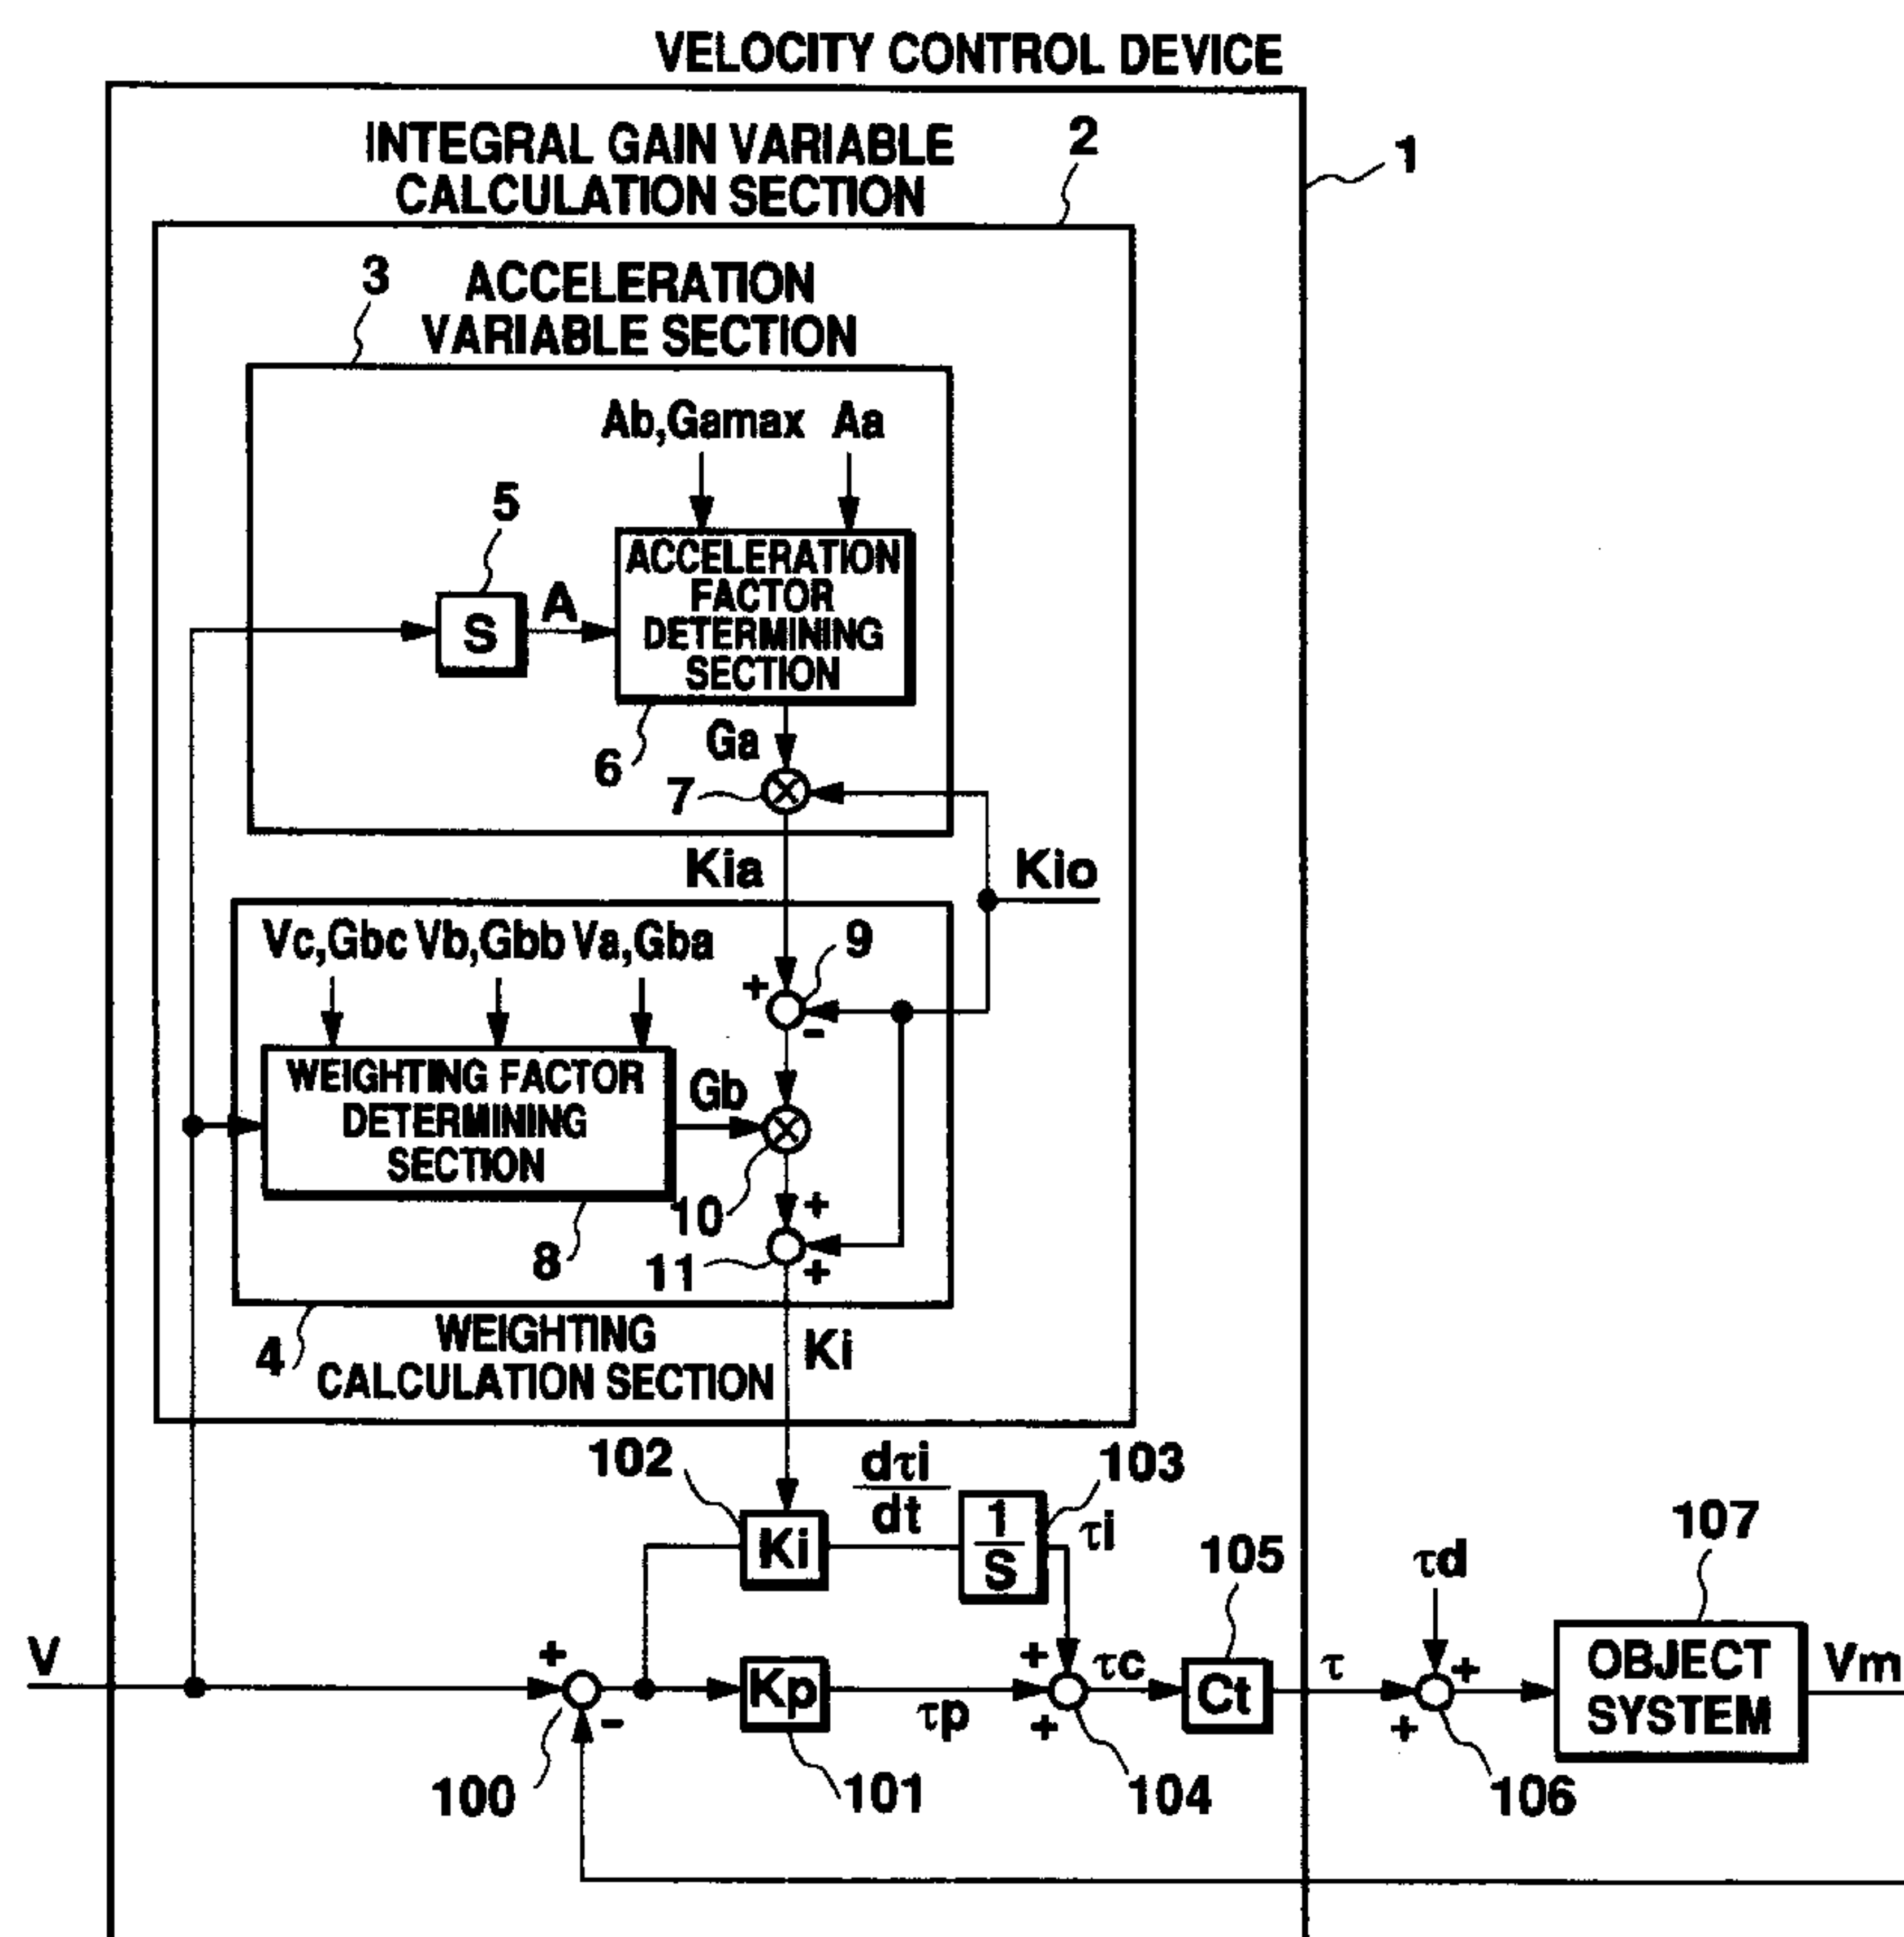 VELOCITY CONTROL DEVICE
INTEGRAL GAIN VARIABLE
CALCULATION SECTION
2
1
3
ACCELERATION
VARIABLE SECTION
Ab,Gamax Aa
5
S
A
ACCELERATION
FACTOR
DETERMINING
SECTION
Ga
6
7
Kia
Kio
Vc,Gbc Vb,Gbb Va,Gba
9
+
-
WEIGHTING FACTOR
DETERMINING
SECTION
Gb
10
+
8
11
+
4
WEIGHTING
CALCULATION SECTION
Ki
102
dτi
dt
103
Ki
1
S
τi
105
τd
107
V
+
-
Kp
τp
+
+
τc
Ct
τ
+
+
OBJECT
SYSTEM
Vm
100
101
104
106